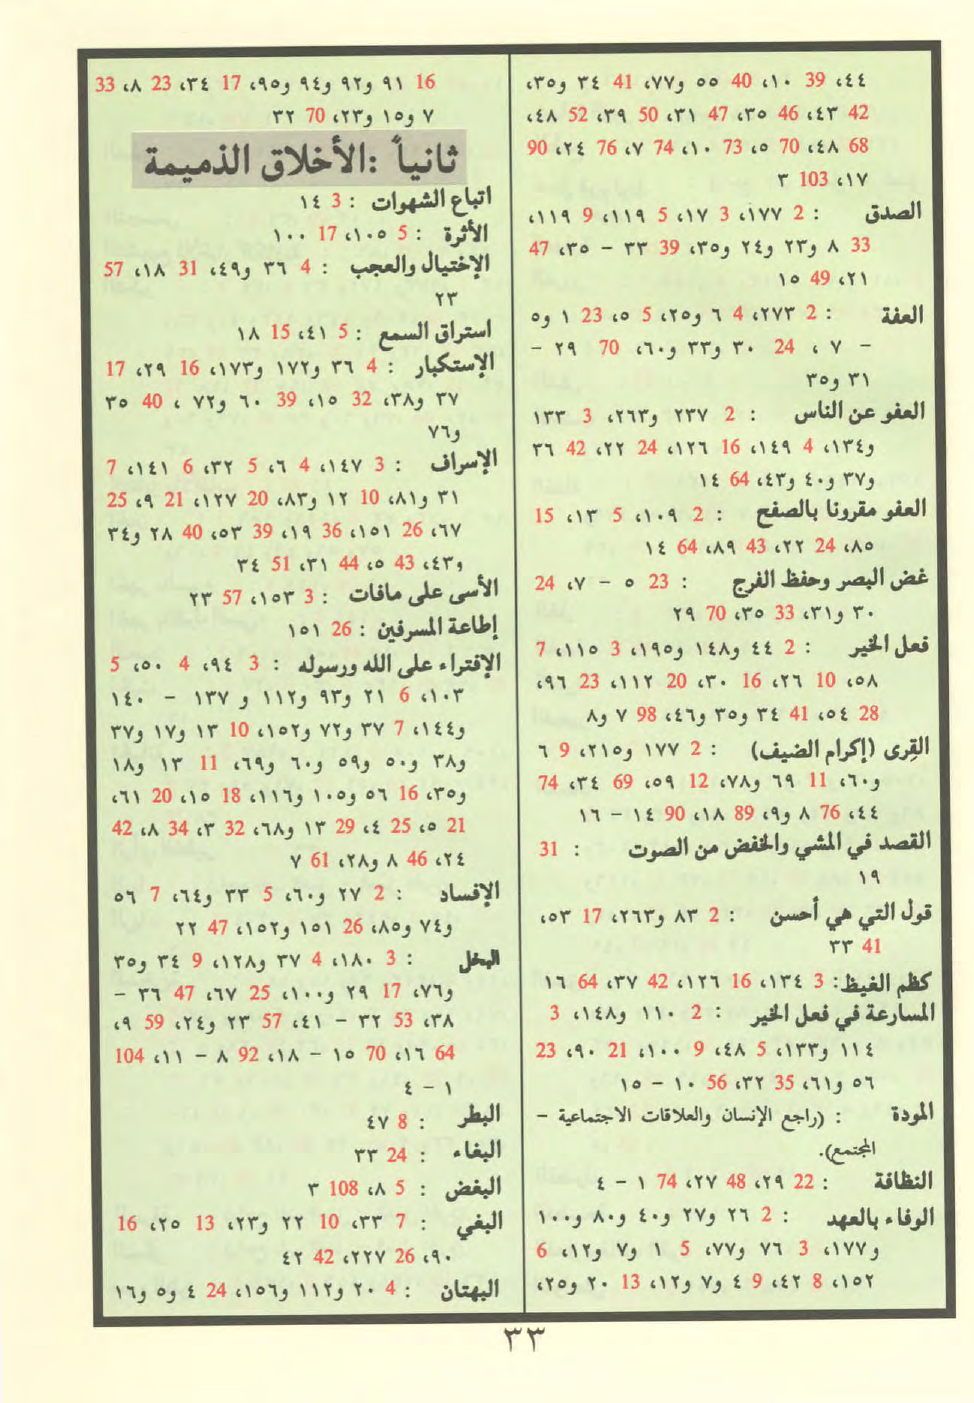 ٤٤، 39 ١٠، 40 ٥٥ و٧٧، 41 ٣٤ و٣٥،
42 ٤٣، 46 ٣٥، 47 ٣١، 50 ٣٩، 52 ٤٨،
68 ٤٨، 70 ٥، 73 ١٠، 74 ٧، 76 ٢٤، 90
١٧، 103 ٣
الصدق : 2 ١٧٧، 3 ١٧، 5 ١١٩، 9 ١١٩،
33 ٨ و٢٣ و٢٤ و٣٥، 39 ٣٣ – ٣٥، 47
٢١، 49 ١٥
العفة : 2 ٢٧٣، 4 ٦ و٢٥، 5 ٥، 23 ١ و٥
– ٧ ، 24 ٣٠ و٣٣ و٦٠، 70 ٢٩ –
٣١ و٣٥
العفو عن الناس : 2 ٢٣٧ و٢٦٣، 3 ١٣٣
و١٣٤، 4 ١٤٩، 16 ١٢٦، 24 ٢٢، 42 ٣٦
و٣٧ و٤٠ و٤٣، 64 ١٤
العفو مقرونا بالصفح : 2 ١٠٩، 5 ١٣، 15
٨٥، 24 ٢٢، 43 ٨٩، 64 ١٤
غض البصر وحفظ الفرج : 23 ٥ – ٧، 24
٣٠ و٣١، 33 ٣٥، 70 ٢٩
فعل الخير : 2 ٤٤ و١٤٨ و١٩٥، 3 ١١٥، 7
٥٨، 10 ٢٦، 16 ٣٠، 20 ١١٢، 23 ٩٦،
28 ٥٤، 41 ٣٤ و٣٥ و٤٦، 98 ٧ و٨
القِرى (إكرام الضيف) : 2 ١٧٧ و٢١٥، 9 ٦
و٦٠، 11 ٦٩ و٧٨، 12 ٥٩، 69 ٣٤، 74
٤٤، 76 ٨ و٩، 89 ١٨، 90 ١٤ – ١٦
القصد في المشي والخفض من الصوت : 31
١٩
قول التي هي أحسن : 2 ٨٣ و٢٦٣، 17 ٥٣،
41 ٣٣
كظم الغيظ: 3 ١٣٤، 16 ١٢٦، 42 ٣٧، 64 ١٦
المسارعة في فعل الخير : 2 ١١٠ و١٤٨، 3
١١٤ و١٣٣، 5 ٤٨، 9 ١٠٠، 21 ٩٠، 23
٥٦ و٦١، 35 ٣٢، 56 ١٠ – ١٥
المودة : (راجع الإنسان والعلاقات الاجتماعية –
المجتمع).
النظافة : 22 ٢٩، 48 ٢٧، 74 ١ – ٤
الوفاء بالعهد : 2 ٢٦ و٢٧ و٤٠ و٨٠ و١٠٠
و١٧٧، 3 ٧٦ و٧٧، 5 ١ و٧ و١٢، 6
١٥٢، 8 ٤٢، 9 ٤ و٧ و١٢، 13 ٢٠ و٢٥،
16 ٩١ و٩٢ و٩٤ و٩٥، 17 ٣٤، 23 ٨، 33
٧ و١٥ و٢٣، 70 ٣٢
ثانياً :الأخلاق الذميمة
اتباع الشهوات : 3 ١٤
الأثرة : 5 ١٠٥، 17 ١٠٠
الإختيال والعجب : 4 ٣٦ و٤٩، 31 ١٨، 57
٢٣
استراق السمع : 5 ٤١، 15 ١٨
الإستكبار : 4 ٣٦ و١٧٢ و١٧٣، 16 ٢٩، 17
٣٧ و٣٨، 32 ١٥، 39 ٦٠ و٧٢ ، 40 ٣٥
و٧٦
الإسراف : 3 ١٤٧، 4 ٦، 5 ٣٢، 6 ١٤١، 7
٣١ و٨١، 10 ١٢ و٨٣، 20 ١٢٧، 21 ٩، 25
٦٧، 26 ١٥١، 36 ١٩، 39 ٥٣، 40 ٢٨ و٣٤
و٤٣، 43 ٥، 44 ٣١، 51 ٣٤
الأسى على مافات : 3 ١٥٣، 57 ٢٣
إطاعة المسرفين : 26 ١٥١
الإفتراء على الله ورسوله : 3 ٩٤، 4 ٥٠، 5
١٠٣، 6 ٢١ و٩٣ و١١٢ و ١٣٧ – ١٤٠
و١٤٤، 7 ٣٧ و٧٢ و١٥٢، 10 ١٣ و١٧ و٣٧
و٣٨ و٥٠ و٥٩ و٦٠ و٦٩، 11 ١٣ و١٨
و٣٥، 16 ٥٦ و١٠٥ و١١٦، 18 ١٥، 20 ٦١،
21 ٥، 25 ٤، 29 ١٣ و٦٨، 32 ٣، 34 ٨، 42
٢٤، 46 ٨ و٢٨، 61 ٧
الإفساد : 2 ٢٧ و٦٠، 5 ٣٣ و٦٤، 7 ٥٦
و٧٤ و٨٥، 26 ١٥١ و١٥٢، 47 ٢٢
البخل : 3 ١٨٠، 4 ٣٧ و١٢٨، 9 ٣٤ و٣٥
و٧٦، 17 ٢٩ و١٠٠، 25 ٦٧، 47 ٣٦ –
٣٨، 53 ٣٢ – ٤١، 57 ٢٣ و٢٤، 59 ٩،
64 ١٦، 70 ١٥ – ١٨، 92 ٨ – ١١، 104
١ – ٤
البطر : 8 ٤٧
البغاء : 24 ٣٣
البغض : 5 ٨، 108 ٣
البغي : 7 ٣٣، 10 ٢٢ و٢٣، 13 ٢٥، 16
٩٠، 26 ٢٢٧، 42 ٤٢
البهتان : 4 ٢٠ و١١٢ و١٥٦، 24 ٤ و٥ و١٦
٣٣